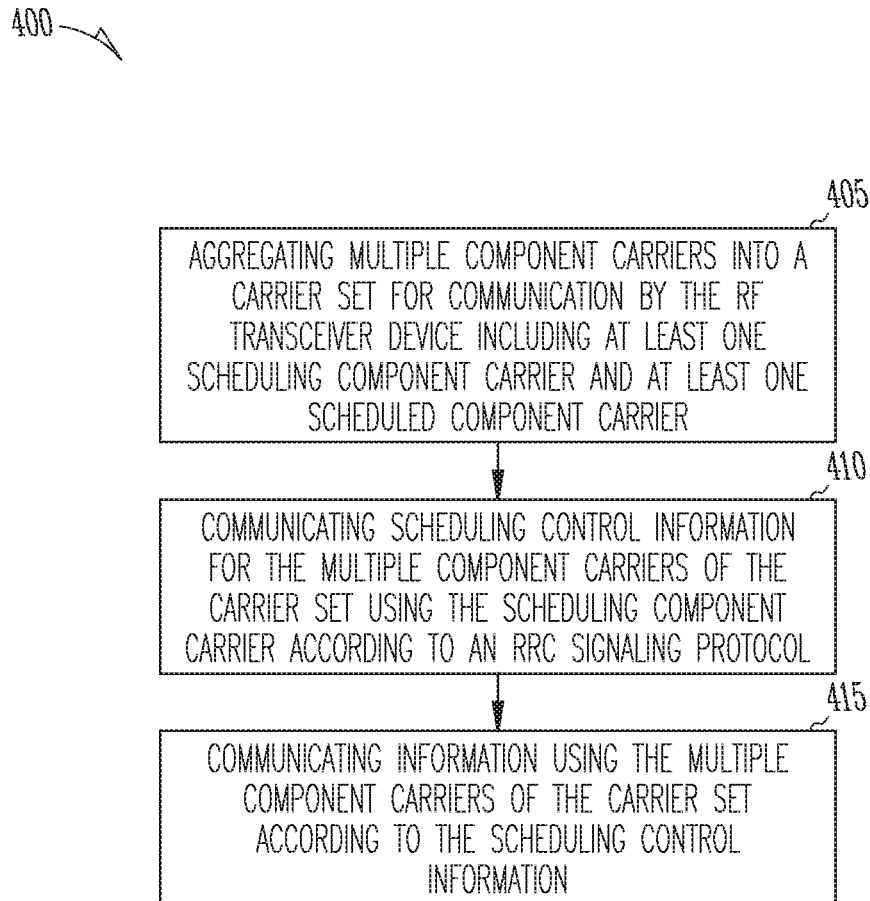 400
405
AGGREGATING MULTIPLE COMPONENT CARRIERS INTO A
CARRIER SET FOR COMMUNICATION BY THE RF
TRANSCEIVER DEVICE INCLUDING AT LEAST ONE
SCHEDULING COMPONENT CARRIER AND AT LEAST ONE
SCHEDULED COMPONENT CARRIER
410
COMMUNICATING SCHEDULING CONTROL INFORMATION
FOR THE MULTIPLE COMPONENT CARRIERS OF THE
CARRIER SET USING THE SCHEDULING COMPONENT
CARRIER ACCORDING TO AN RRC SIGNALING PROTOCOL
415
COMMUNICATING INFORMATION USING THE MULTIPLE
COMPONENT CARRIERS OF THE CARRIER SET
ACCORDING TO THE SCHEDULING CONTROL
INFORMATION